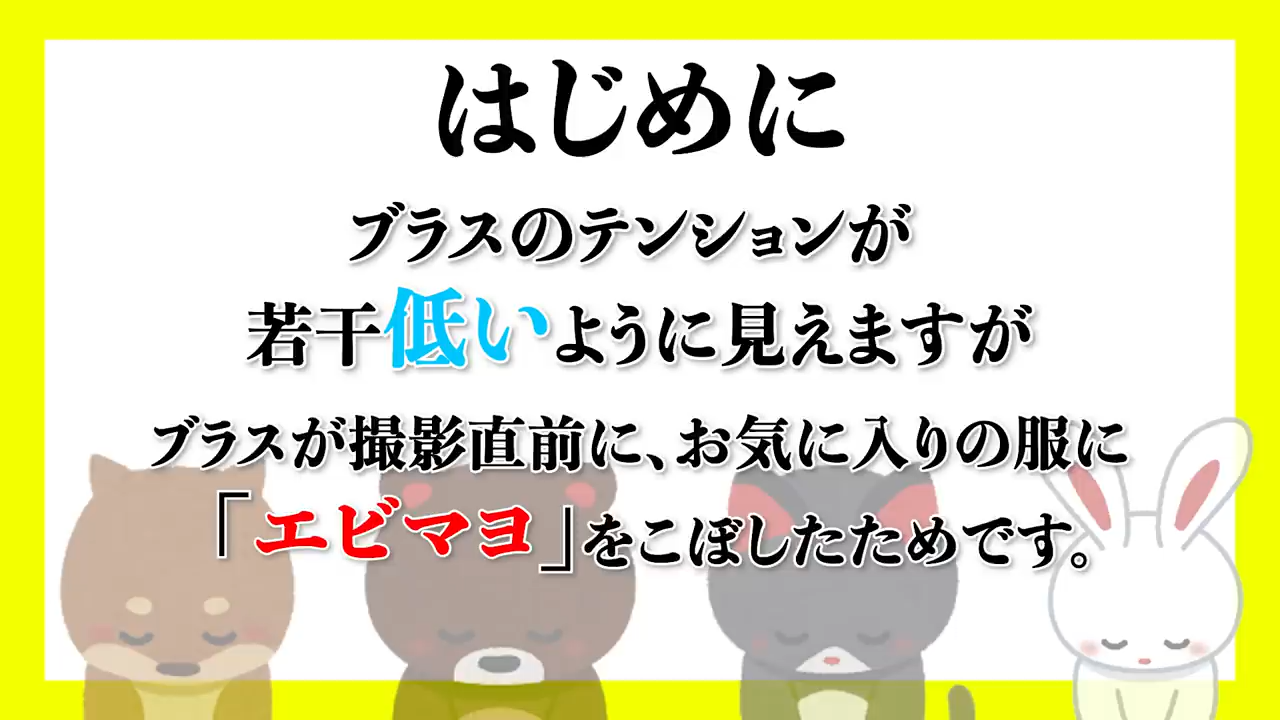 はじめに
ブラスのテンションが
若干低いように見えますが
ブラスが撮影直前に、お気に入りの服に
「エビマヨ」をこぼしたためです。